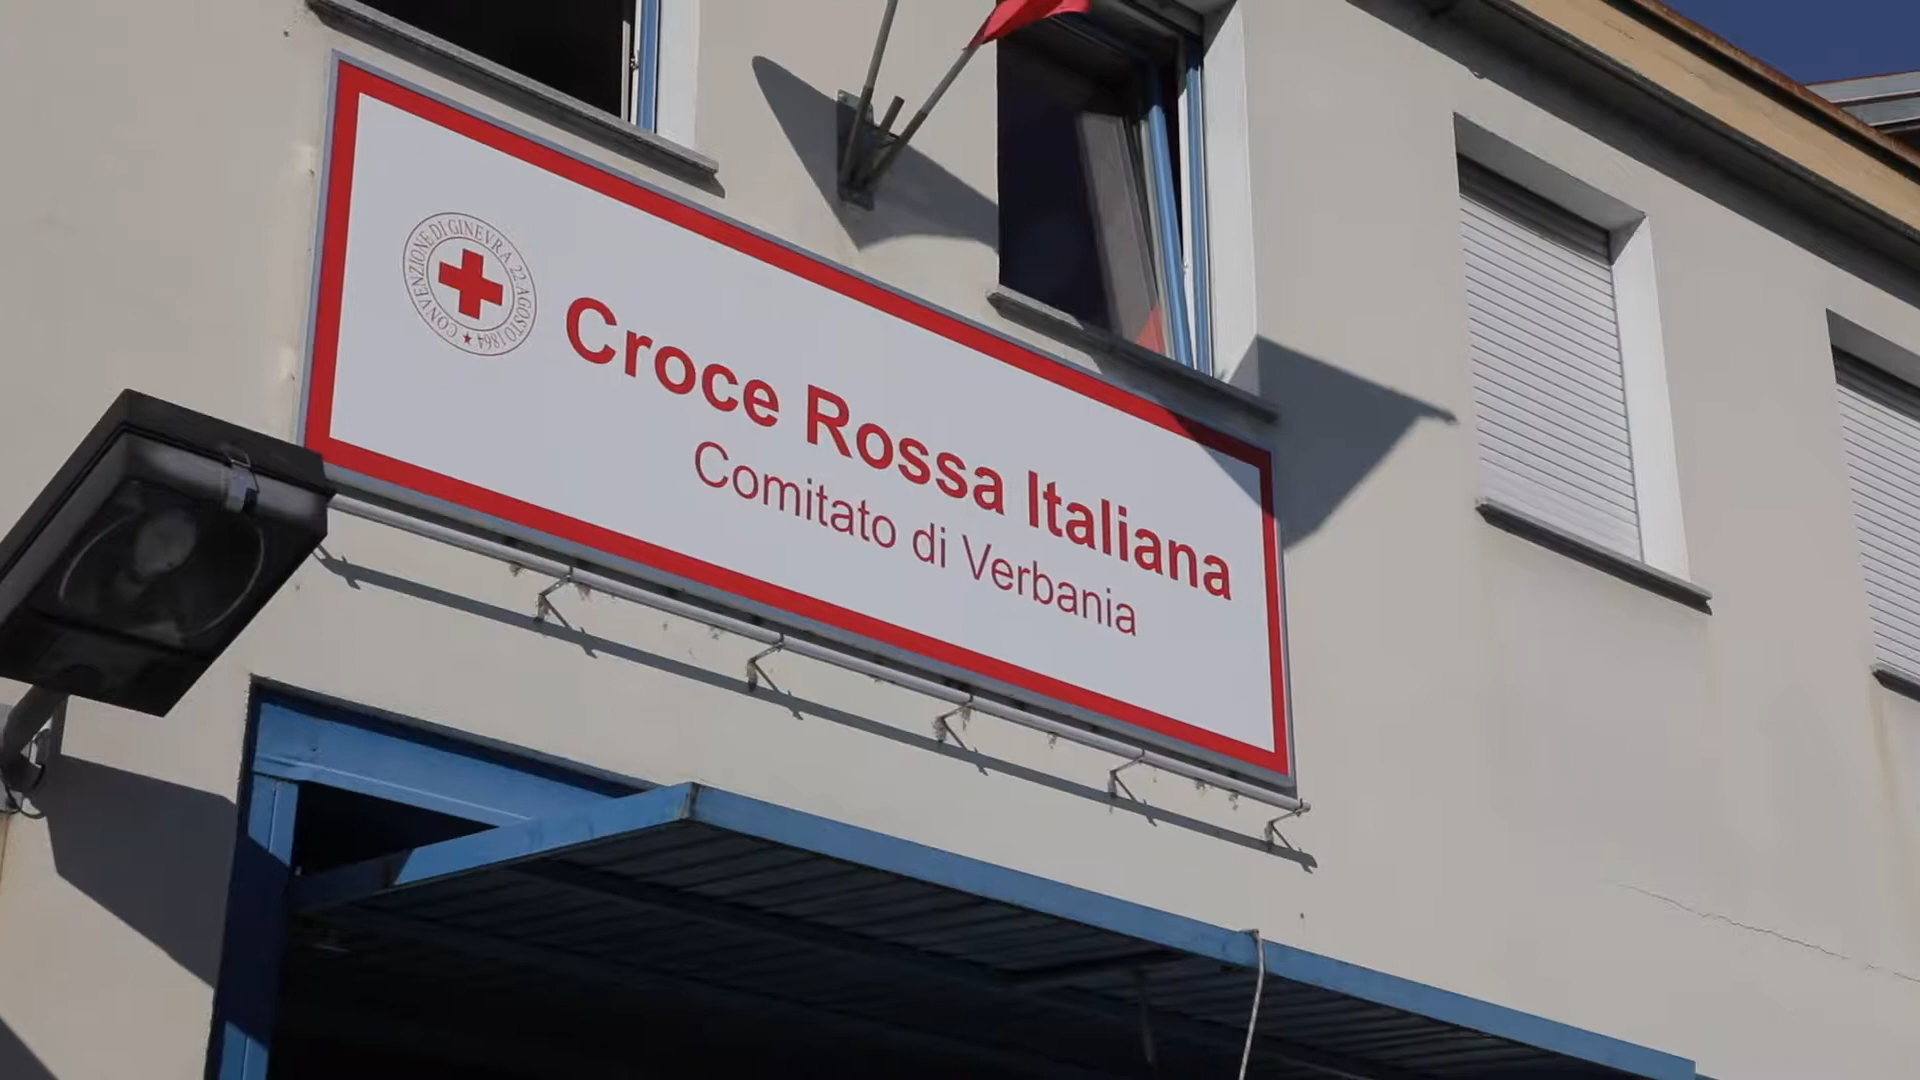 CONVENZIONE DI GINEVRA 22 AGOSTO 1864
Croce Rossa Italiana
Comitato di Verbania